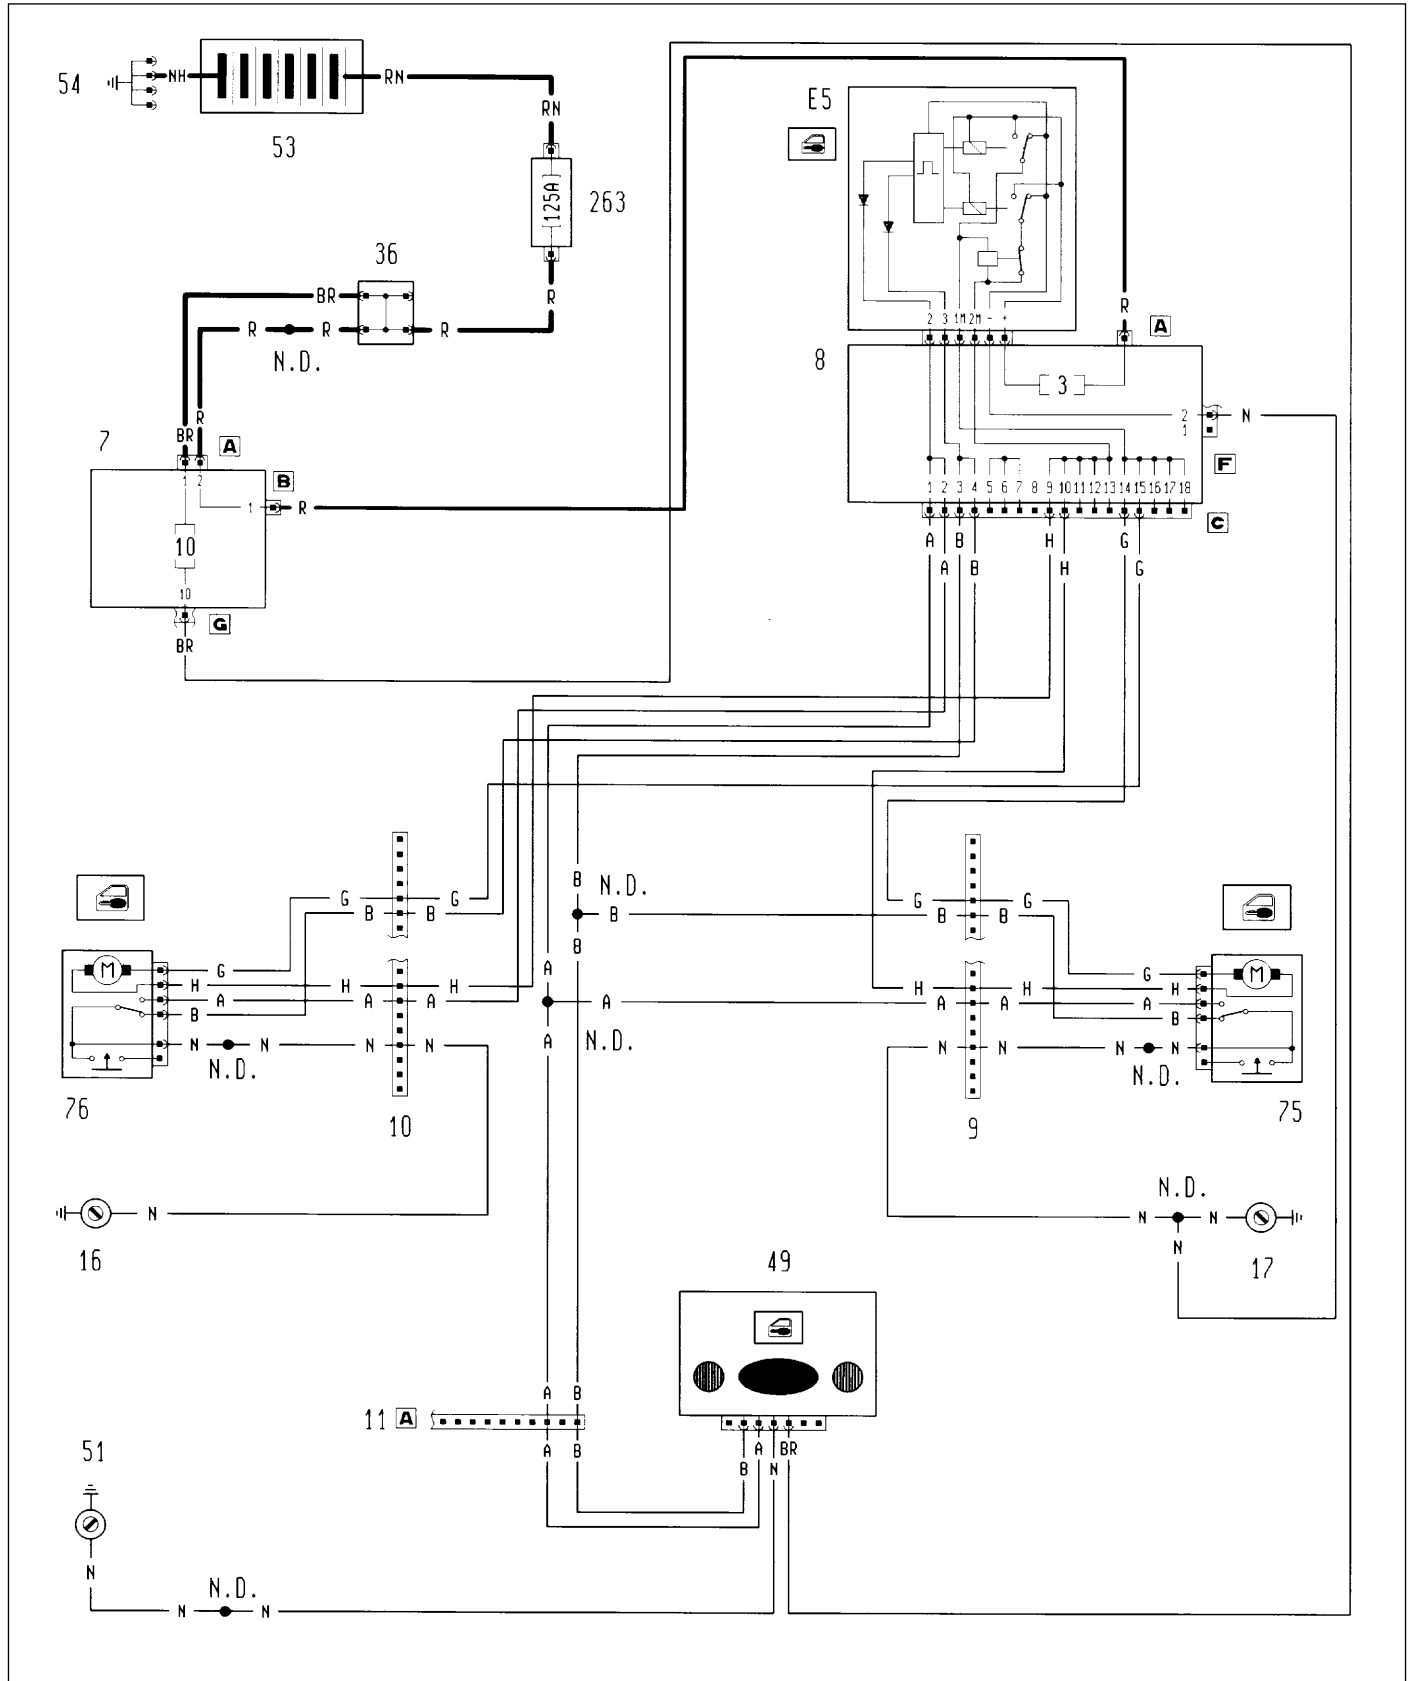 54
NH
RN
53
RN
125A
263
36
BR
R
R
R
R
N.D.
R
BR
7
A
1 2
B
1
R
10
10
G
BR
E5
2 3 1M 2M - +
R
A
8
3
2
1
N
F
1 2 3 4 5 6 7 8 9 10 11 12 13 14 15 16 17 18
C
A B H G
A B H G
B
N.D.
B
B
G G
B B
G G
B B
M
G
H
A
B
N N
N.D.
76
H H
A A
N N
10
A
A
A
N.D.
H H
A A
N N
9
G
H
A
B
N N
N.D.
M
75
N
16
N.D.
N N
N
17
49
A B
11 A
A B
A BR
B N
51
N
N.D.
N N